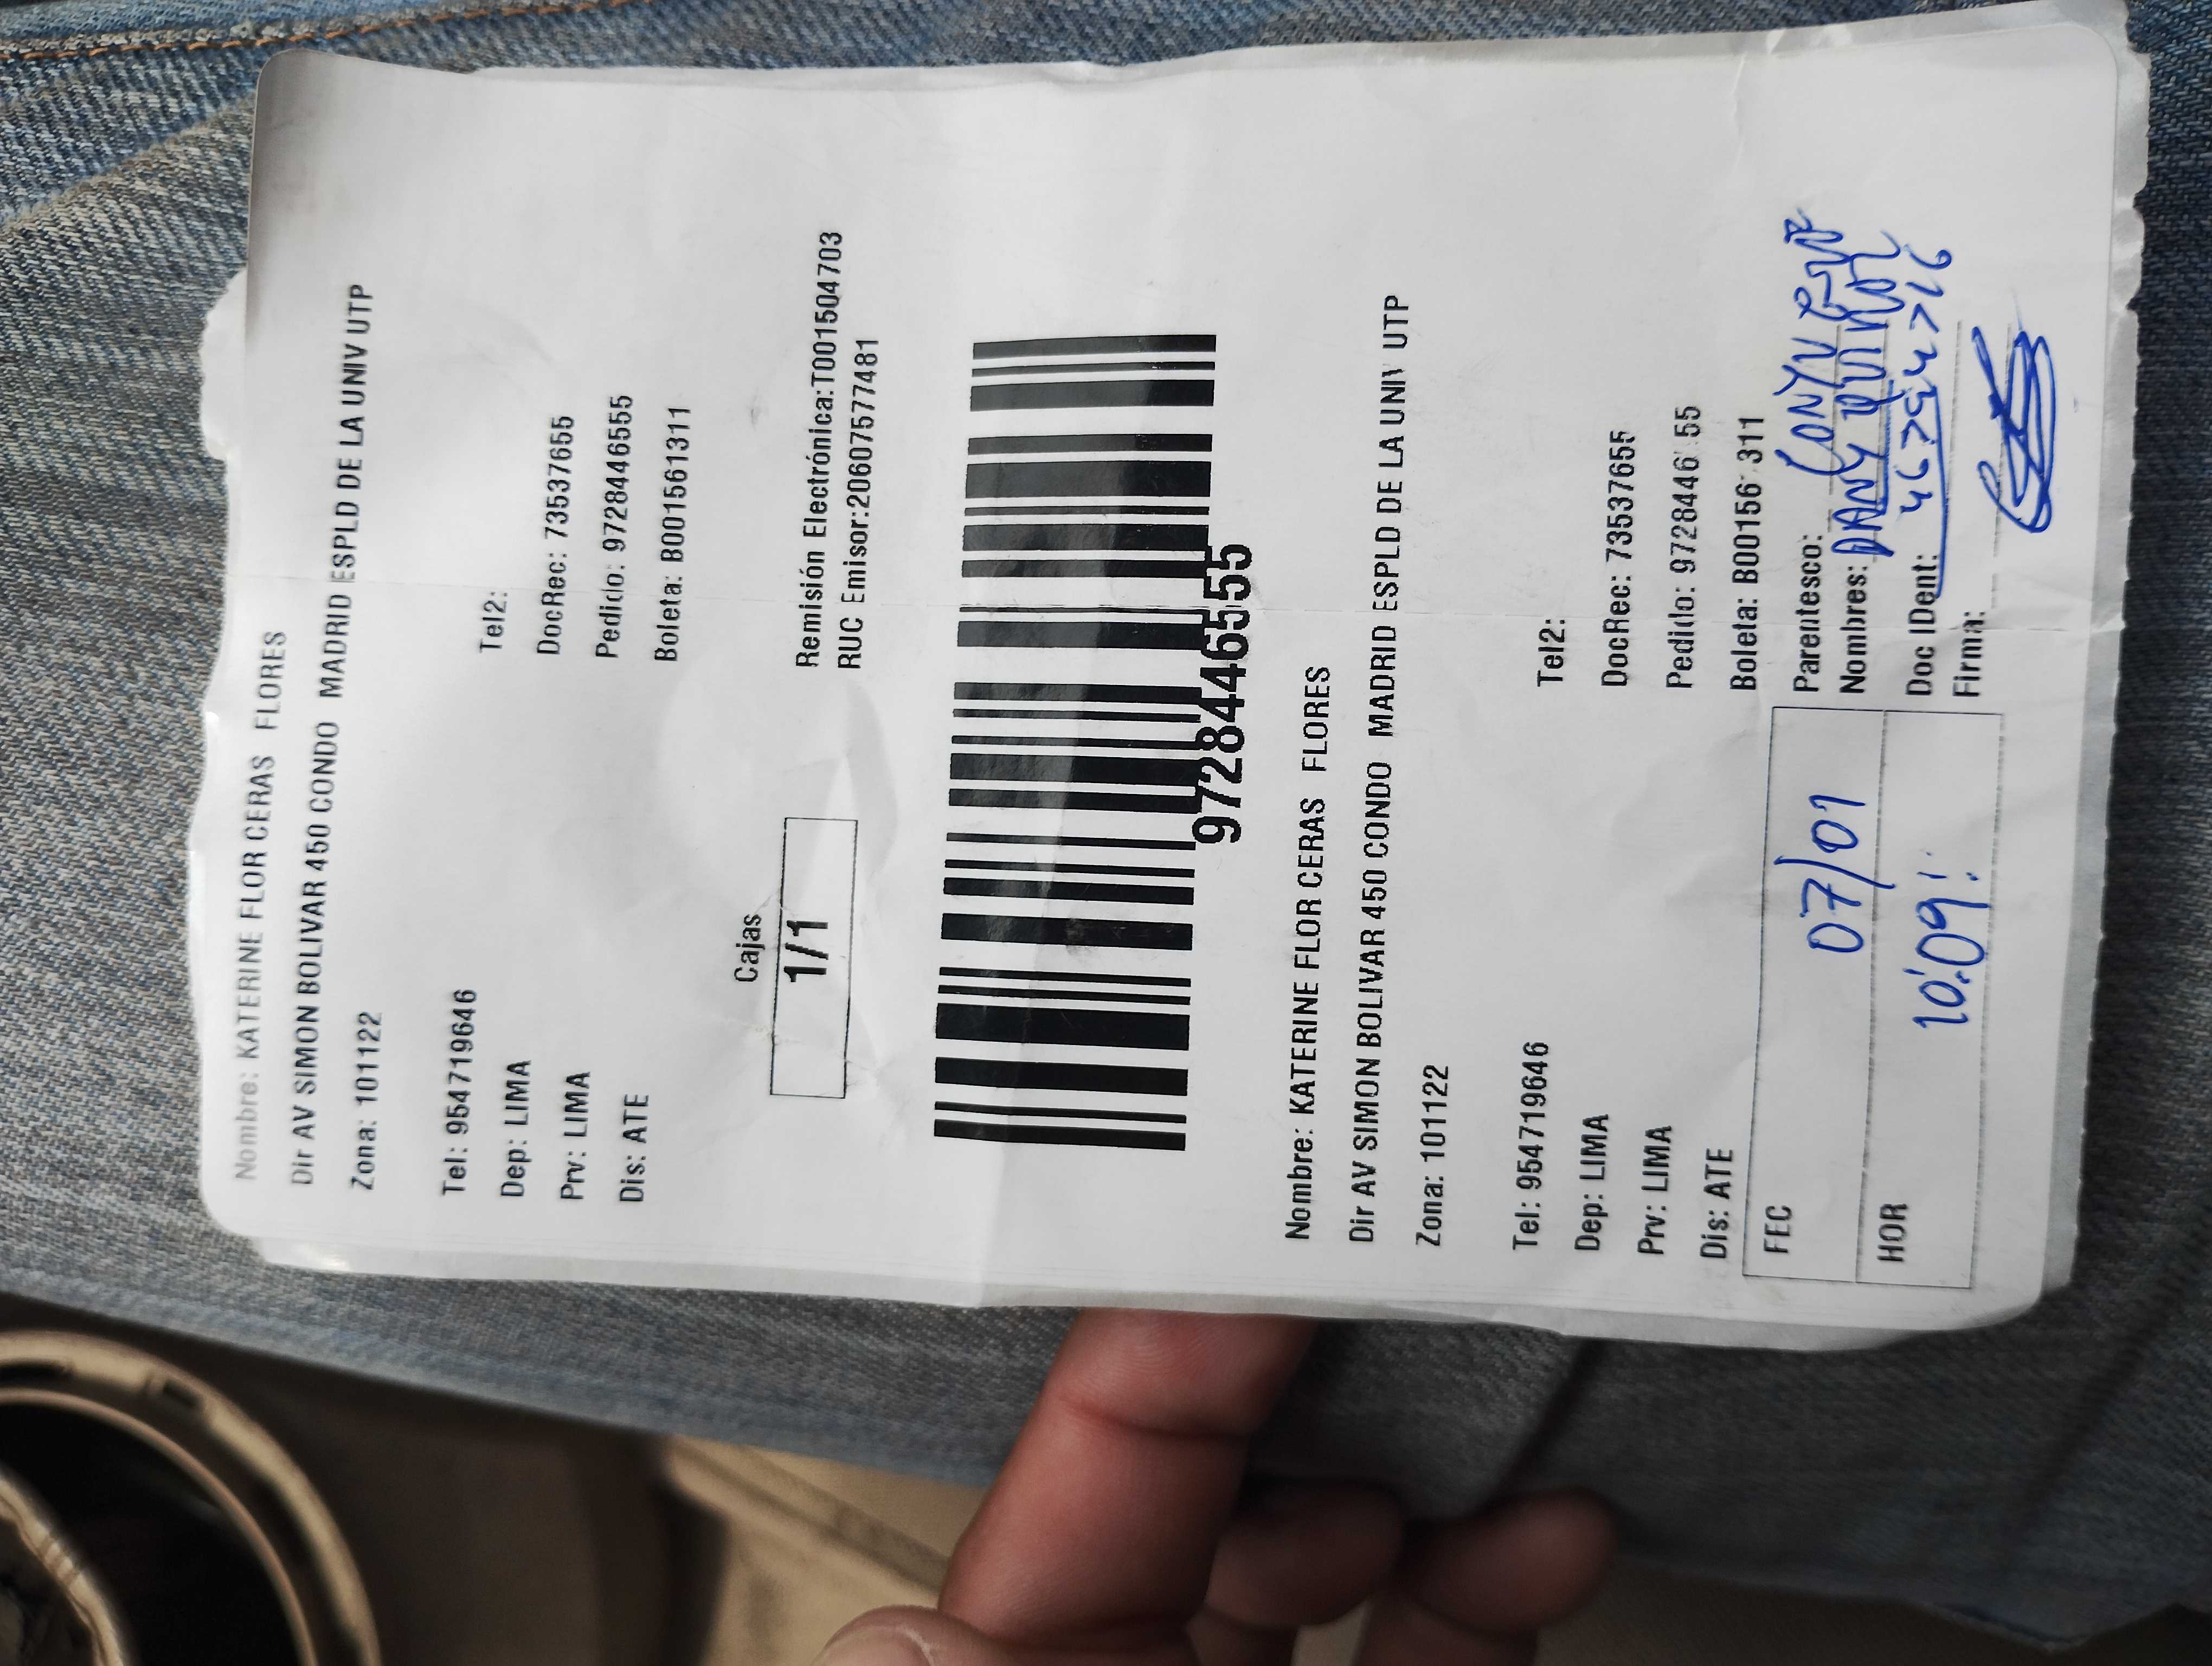 Nombre: KATERINE FLOR CERAS FLORES
Dir AV SIMON BOLIVAR 450 CONDO MADRID ESPLD DE LA UNIV UTP
Zona: 101122
Tel: 954719646
Tel2:
Dep: LIMA
DocRec: 73537655
Prv: LIMA
Pedido: 97284465​55
Dis: ATE
Boleta: B001561311
Cajas
1/1
Remisión Electrónica:T001504703
RUC Emisor:20607577481
9728446555
Nombre: KATERINE FLOR CERAS FLORES
Dir AV SIMON BOLIVAR 450 CONDO MADRID ESPLD DE LA UNIV UTP
Zona: 101122
Tel: 954719646
Tel2:
Dep: LIMA
DocRec: 73537655
Prv: LIMA
Pedido: 9728446 55
Dis: ATE
Boleta: B00156 311
FEC 07/01
HOR 10:09
Parentesco:
Nombres: DANY
Doc IDent:
Firma: